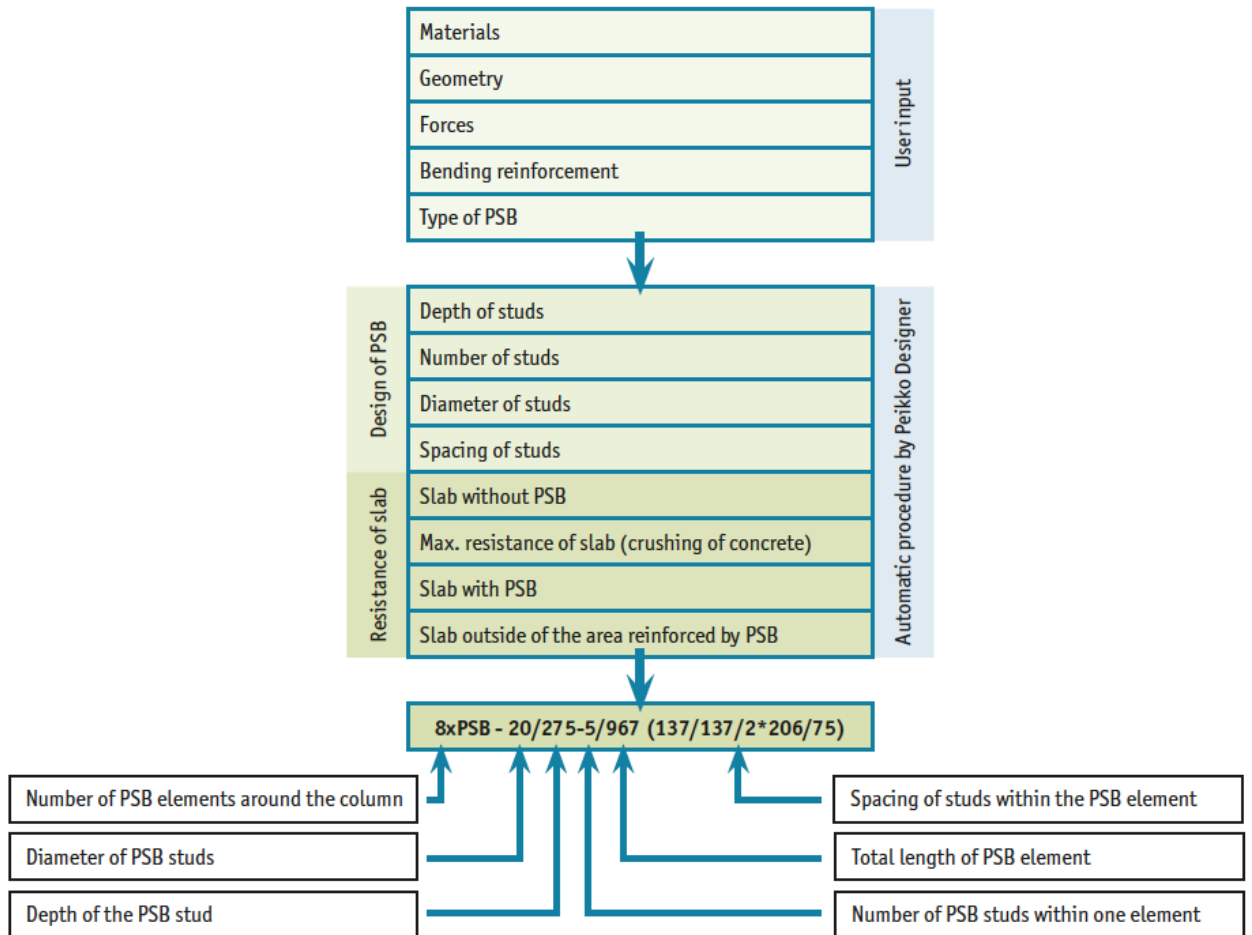 Materials
Geometry
Forces
Bending reinforcement
Type of PSB
User input
Design of PSB
Depth of studs
Number of studs
Diameter of studs
Spacing of studs
Resistance of slab
Slab without PSB
Max. resistance of slab (crushing of concrete)
Slab with PSB
Slab outside of the area reinforced by PSB
Automatic procedure by Peikko Designer
8xPSB - 20/275-5/967 (137/137/2*206/75)
Number of PSB elements around the column
Diameter of PSB studs
Depth of the PSB stud
Spacing of studs within the PSB element
Total length of PSB element
Number of PSB studs within one element